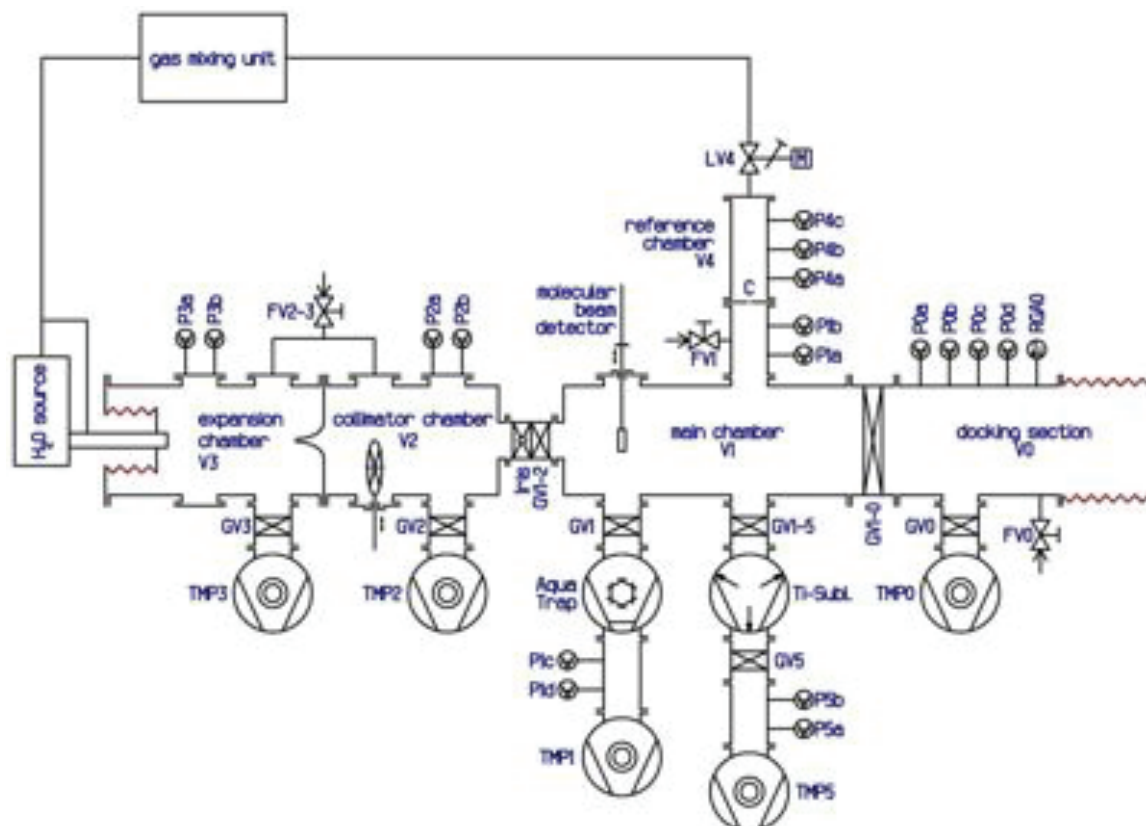 gas mixing unit
LV4
M
reference
chamber
V4
P4c
P4b
P4a
C
molecular
beam
detector
P3a
P3b
FV2-3
P2a
P2b
FV1
P1b
P1a
P0a
P0b
P0c
P0d
RGA0
H₂O source
expansion
chamber
V3
collimator chamber
V2
Iris
GV1-2
main chamber
V1
docking section
V0
GV3
GV2
GV1
GV1-5
GV1-0
GV0
FV0
TMP3
TMP2
Aqua
Trap
Ti-Subl.
TMP0
P1c
P1d
GV5
P5b
P5a
TMP1
TMP5